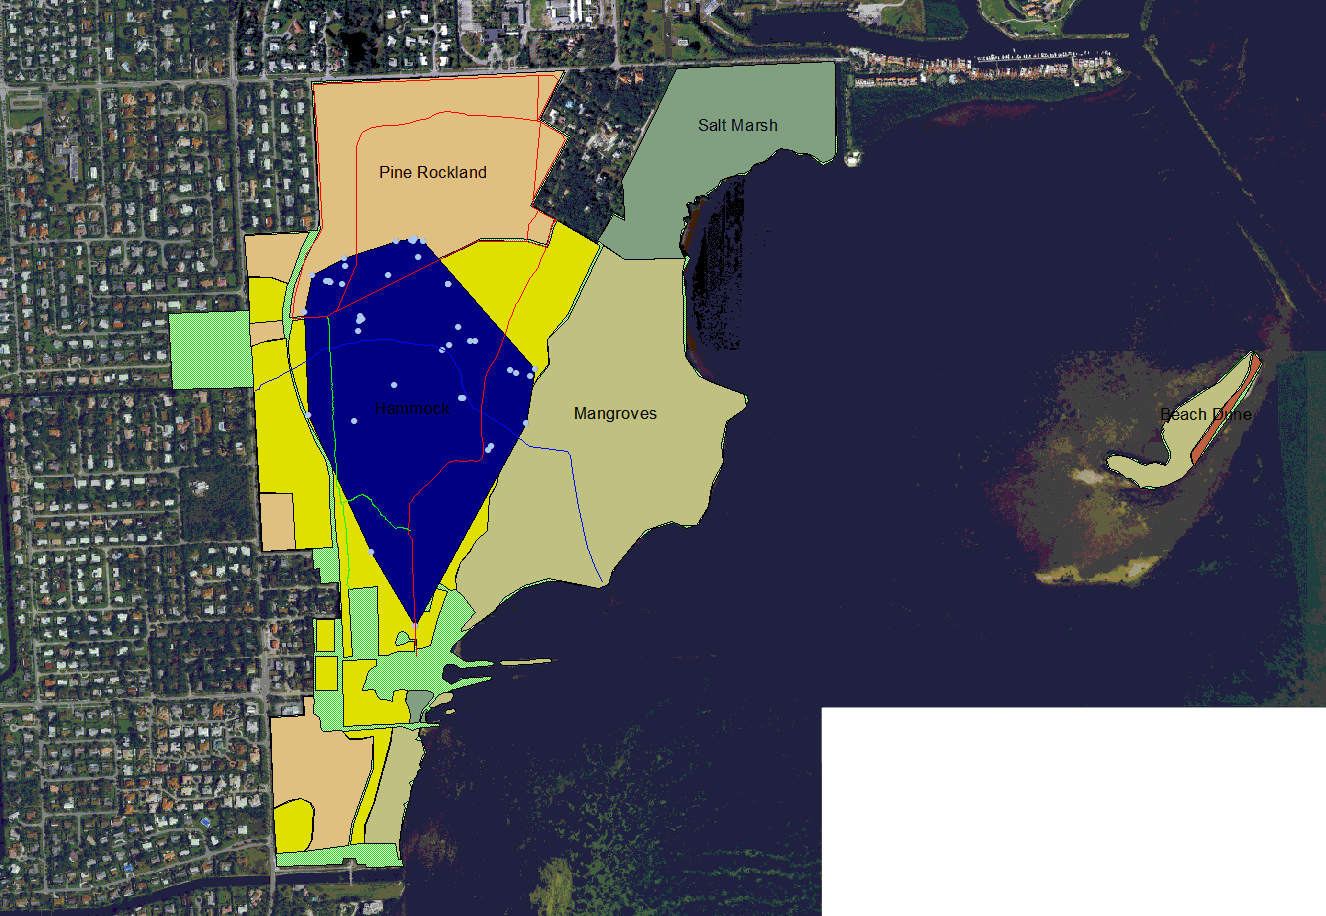 Salt Marsh
Pine Rockland
Hammock
Mangroves
Beach Dune